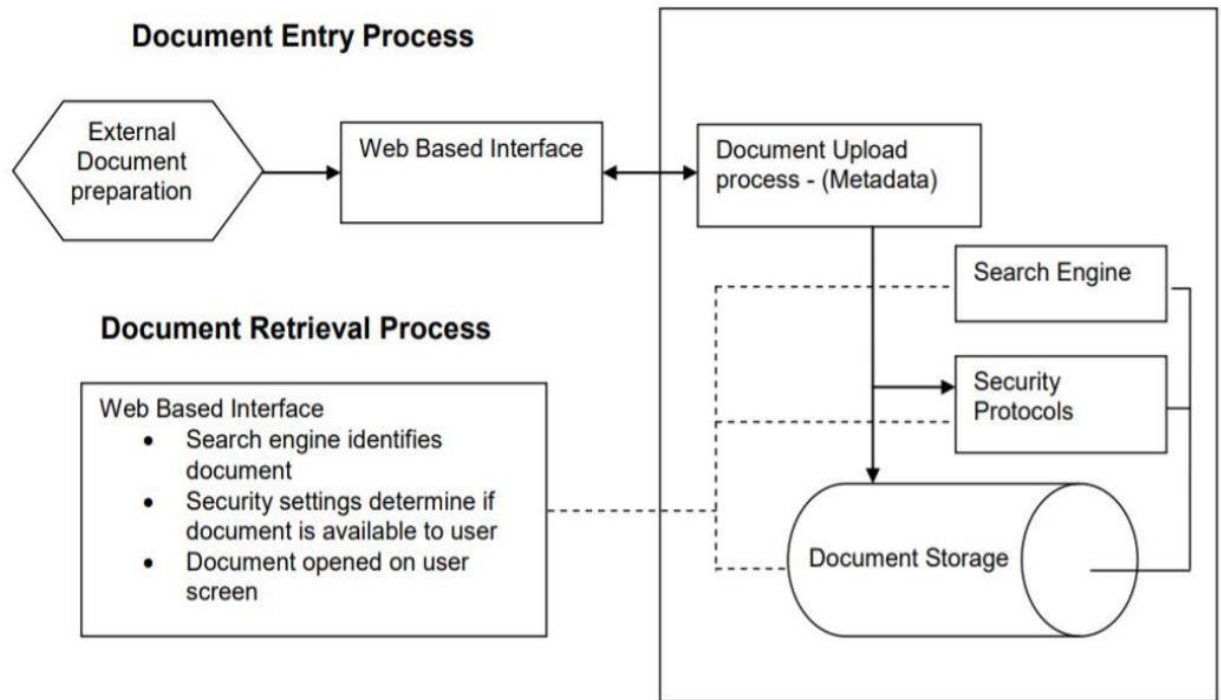 Document Entry Process
External
Document
preparation
Web Based Interface
Document Upload
process - (Metadata)
Search Engine
Security
Protocols
Document Storage
Document Retrieval Process
Web Based Interface
• Search engine identifies
document
• Security settings determine if
document is available to user
• Document opened on user
screen